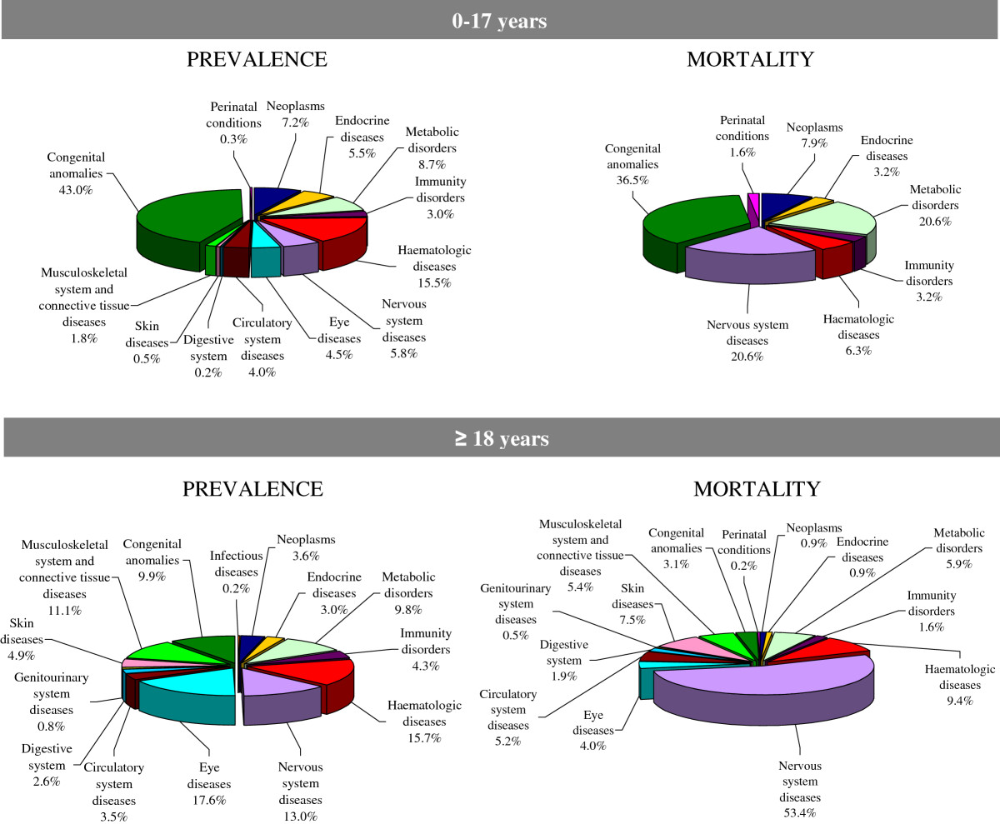 0-17 years
PREVALENCE
Perinatal
conditions
0.3%
Neoplasms
7.2%
Endocrine
diseases
5.5%
Metabolic
disorders
8.7%
Immunity
disorders
3.0%
Haematologic
diseases
15.5%
Nervous
system
diseases
5.8%
Eye
diseases
4.5%
Circulatory
system
diseases
4.0%
Digestive
system
0.2%
Skin
diseases
0.5%
Musculoskeletal
system and
connective tissue
diseases
1.8%
Congenital
anomalies
43.0%
MORTALITY
Perinatal
conditions
1.6%
Neoplasms
7.9%
Endocrine
diseases
3.2%
Metabolic
disorders
20.6%
Immunity
disorders
3.2%
Haematologic
diseases
6.3%
Nervous system
diseases
20.6%
Congenital
anomalies
36.5%
≥ 18 years
PREVALENCE
Infectious
diseases
0.2%
Neoplasms
3.6%
Endocrine
diseases
3.0%
Metabolic
disorders
9.8%
Immunity
disorders
4.3%
Haematologic
diseases
15.7%
Nervous
system
diseases
13.0%
Eye
diseases
17.6%
Circulatory
system
diseases
3.5%
Digestive
system
2.6%
Genitourinary
system
diseases
0.8%
Skin
diseases
4.9%
Musculoskeletal
system and
connective tissue
diseases
11.1%
Congenital
anomalies
9.9%
MORTALITY
Perinatal
conditions
0.2%
Neoplasms
0.9%
Endocrine
diseases
0.9%
Metabolic
disorders
5.9%
Immunity
disorders
1.6%
Haematologic
diseases
9.4%
Nervous
system
diseases
53.4%
Eye
diseases
4.0%
Circulatory
system
diseases
5.2%
Digestive
system
1.9%
Genitourinary
system
diseases
0.5%
Skin
diseases
7.5%
Musculoskeletal
system and
connective tissue
diseases
5.4%
Congenital
anomalies
3.1%